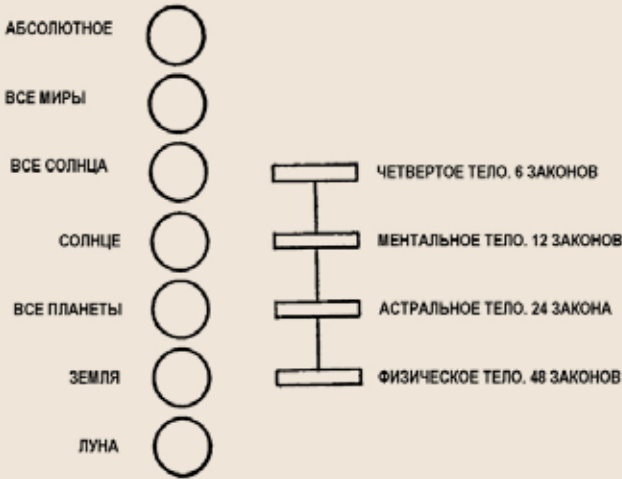 АБСОЛЮТНОЕ
ВСЕ МИРЫ
ВСЕ СОЛНЦА
ЧЕТВЕРТОЕ ТЕЛО. 6 ЗАКОНОВ
СОЛНЦЕ
МЕНТАЛЬНОЕ ТЕЛО. 12 ЗАКОНОВ
ВСЕ ПЛАНЕТЫ
АСТРАЛЬНОЕ ТЕЛО. 24 ЗАКОНА
ЗЕМЛЯ
ФИЗИЧЕСКОЕ ТЕЛО. 48 ЗАКОНОВ
ЛУНА